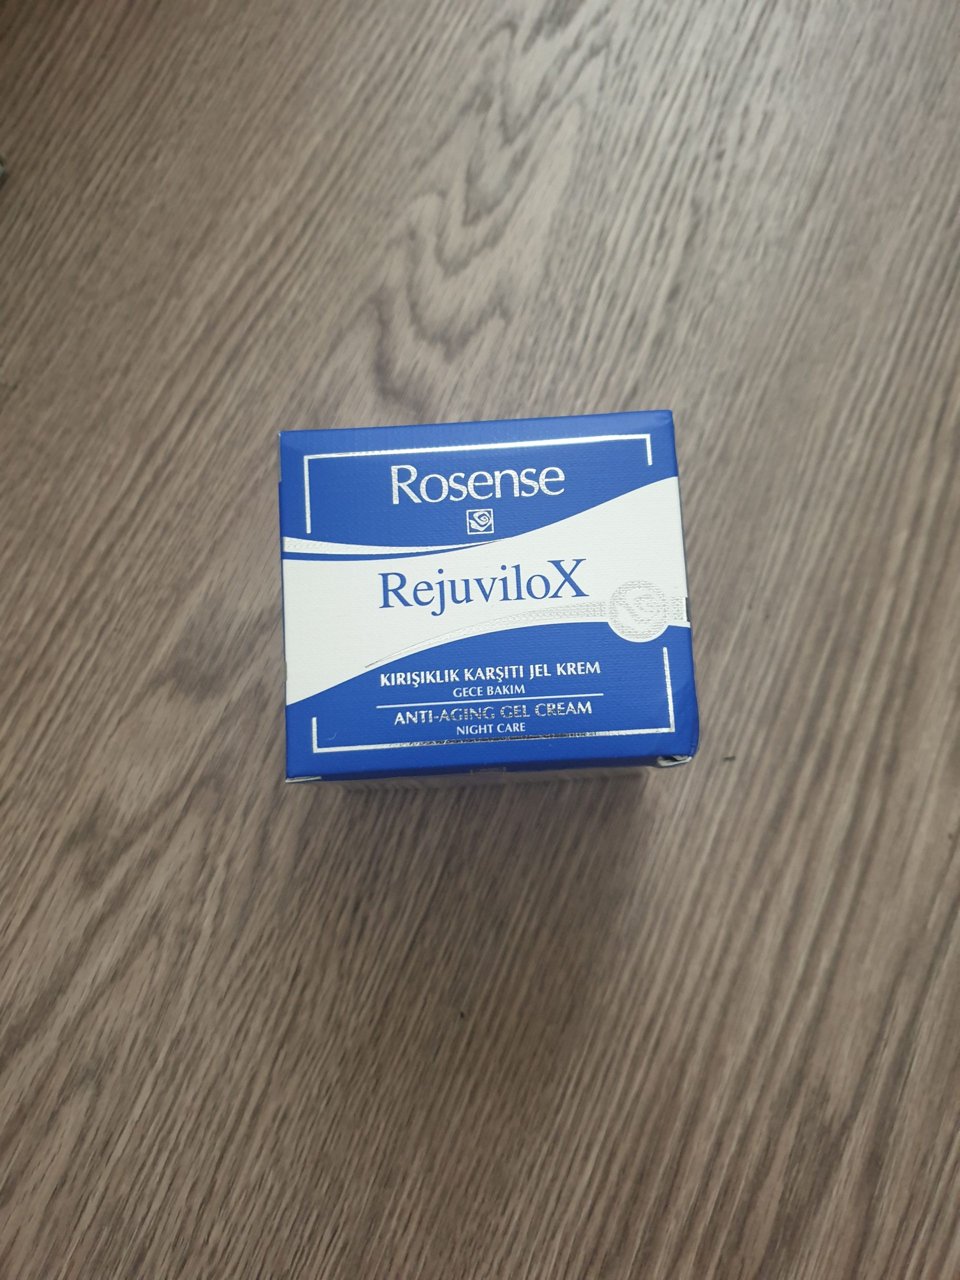 Rosense
RejuviloX
KIRIŞIKLIK KARŞITI JEL KREM
GECE BAKIM
ANTI-AGING GEL CREAM
NIGHT CARE